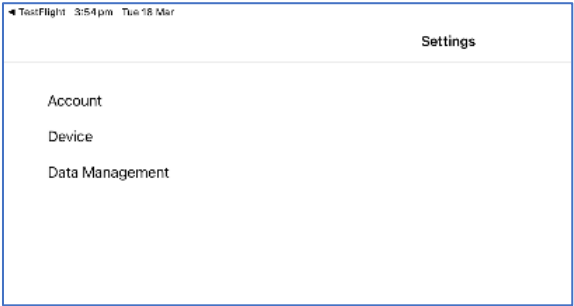 ◀ TestFlight 3:54 pm Tue 18 Mar
Settings
Account
Device
Data Management